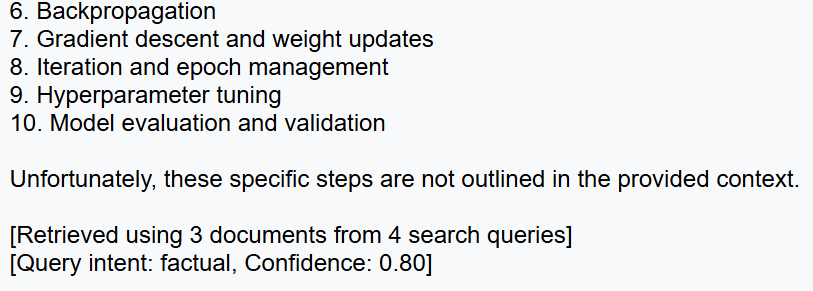 6. Backpropagation
7. Gradient descent and weight updates
8. Iteration and epoch management
9. Hyperparameter tuning
10. Model evaluation and validation
Unfortunately, these specific steps are not outlined in the provided context.
[Retrieved using 3 documents from 4 search queries]
[Query intent: factual, Confidence: 0.80]